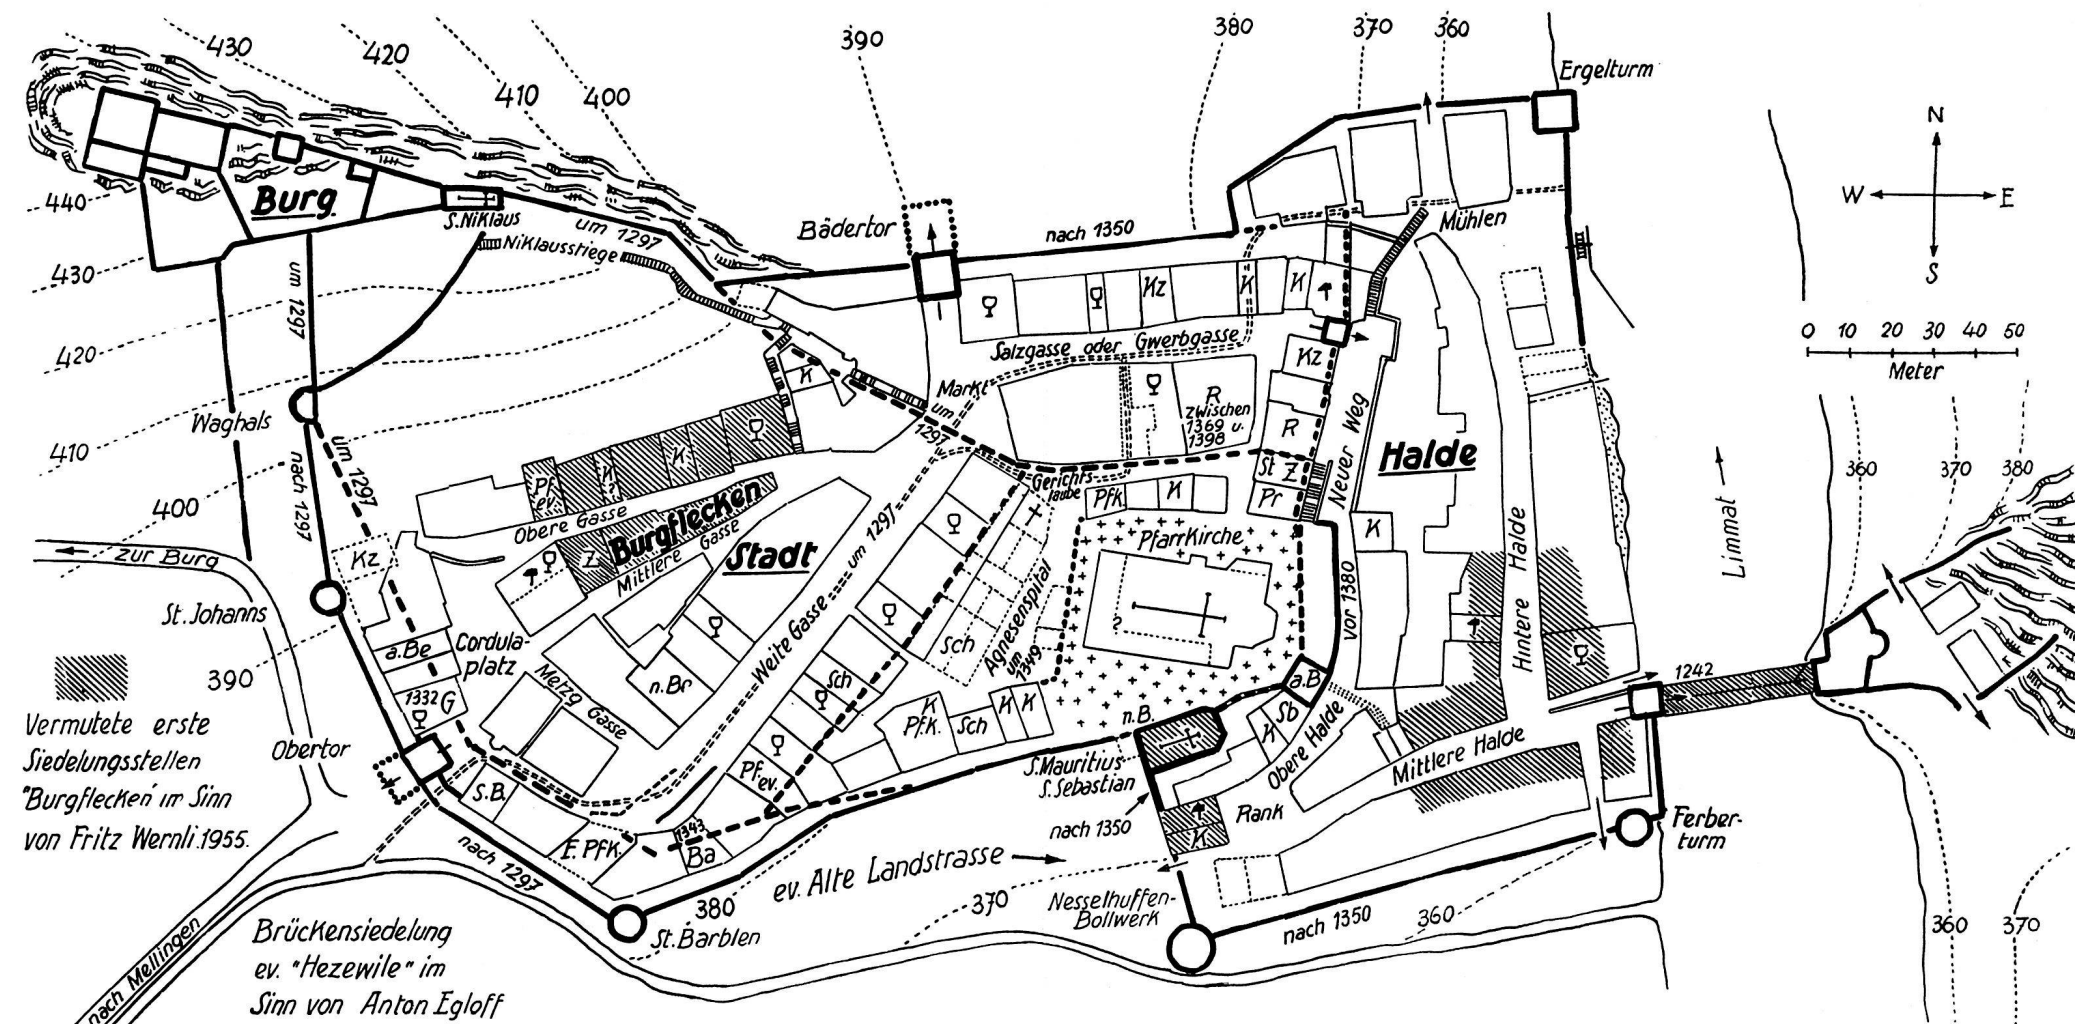 430
420
410
400
390
380
370
360
Ergelturm
N
W
E
S
440
Burg
S. Niklaus
um 1297
Niklausstiege
Bädertor
nach 1350
Mühlen
430
um 1297
K
Kz
K
K
Salzgasse oder Gwerbgasse
0 10 20 30 40 50
Meter
420
Markt
um
1297
K
Kz
R
zwischen
1369 u.
1398
R
St
Z
Pr
Neuer Weg
Halde
Waghals
410
um 1297
nach 1297
Pf.
ev.
K
?
K.
Obere Gasse
Burgflecken
Z
Mittlere Gasse
Stadt
Gerichts
laube
Pfk
K
K
360
370
380
Limmat
400
zur Burg
Kz
um 1297
Pfarrkirche
?
vor 1380
Hintere Halde
St. Johanns
a.Be
Cordula-
platz
n.Br
Weite Gasse
Sch
Agnesenspital
um
1349
390
1332 G
Metzg Gasse
Sch
K
Pf.K.
Sch
K
K
a.B
n.B.
Sb
K
Obere Halde
Mittlere Halde
1242
Vermutete erste
Siedelungsstellen
"Burgflecken" im Sinn
von Fritz Wernli.1955.
Obertor
S.B.
E. Pfk.
1343
Ba
Pf
ev.
S. Mauritius
S. Sebastian
nach 1350
K
Rank
Ferber-
turm
nach 1297
380
St. Barblen
ev. Alte Landstrasse
370
Nesselhuffen-
Bollwerk
nach 1350
360
360
370
nach Mellingen
Brückensiedelung
ev. "Hezewile" im
Sinn von Anton Egloff